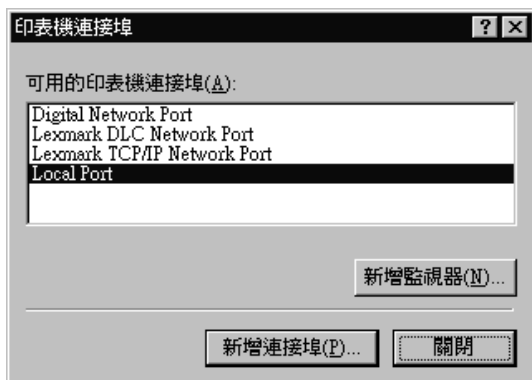 印表機連接埠
可用的印表機連接埠(A):
Digital Network Port
Lexmark DLC Network Port
Lexmark TCP/IP Network Port
Local Port
新增監視器(N)...
新增連接埠(P)...
關閉